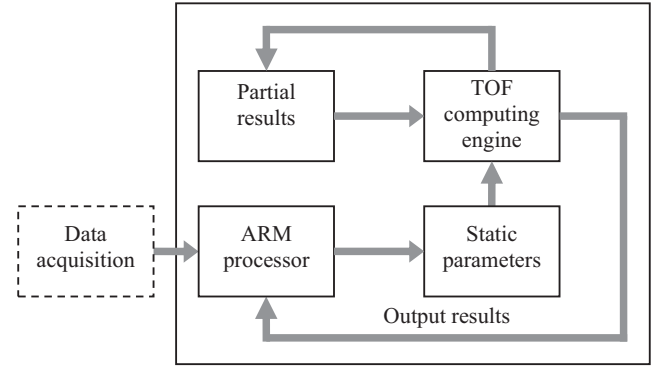 Partial
results
TOF
computing
engine
Data
acquisition
ARM
processor
Static
parameters
Output results